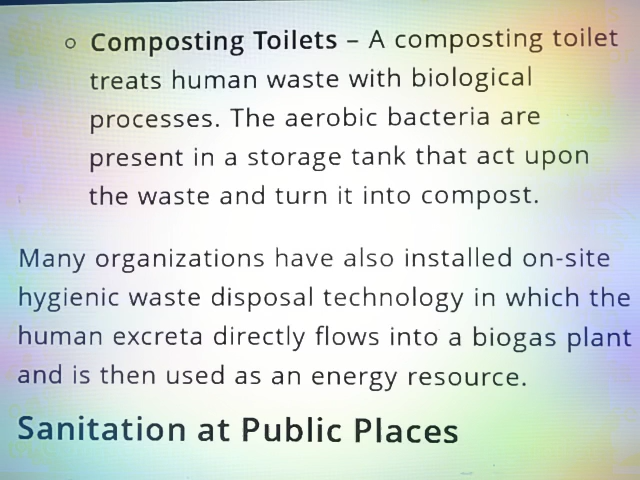 ○ Composting Toilets – A composting toilet
treats human waste with biological
processes. The aerobic bacteria are
present in a storage tank that act upon
the waste and turn it into compost.
Many organizations have also installed on-site
hygienic waste disposal technology in which the
human excreta directly flows into a biogas plant
and is then used as an energy resource.
Sanitation at Public Places